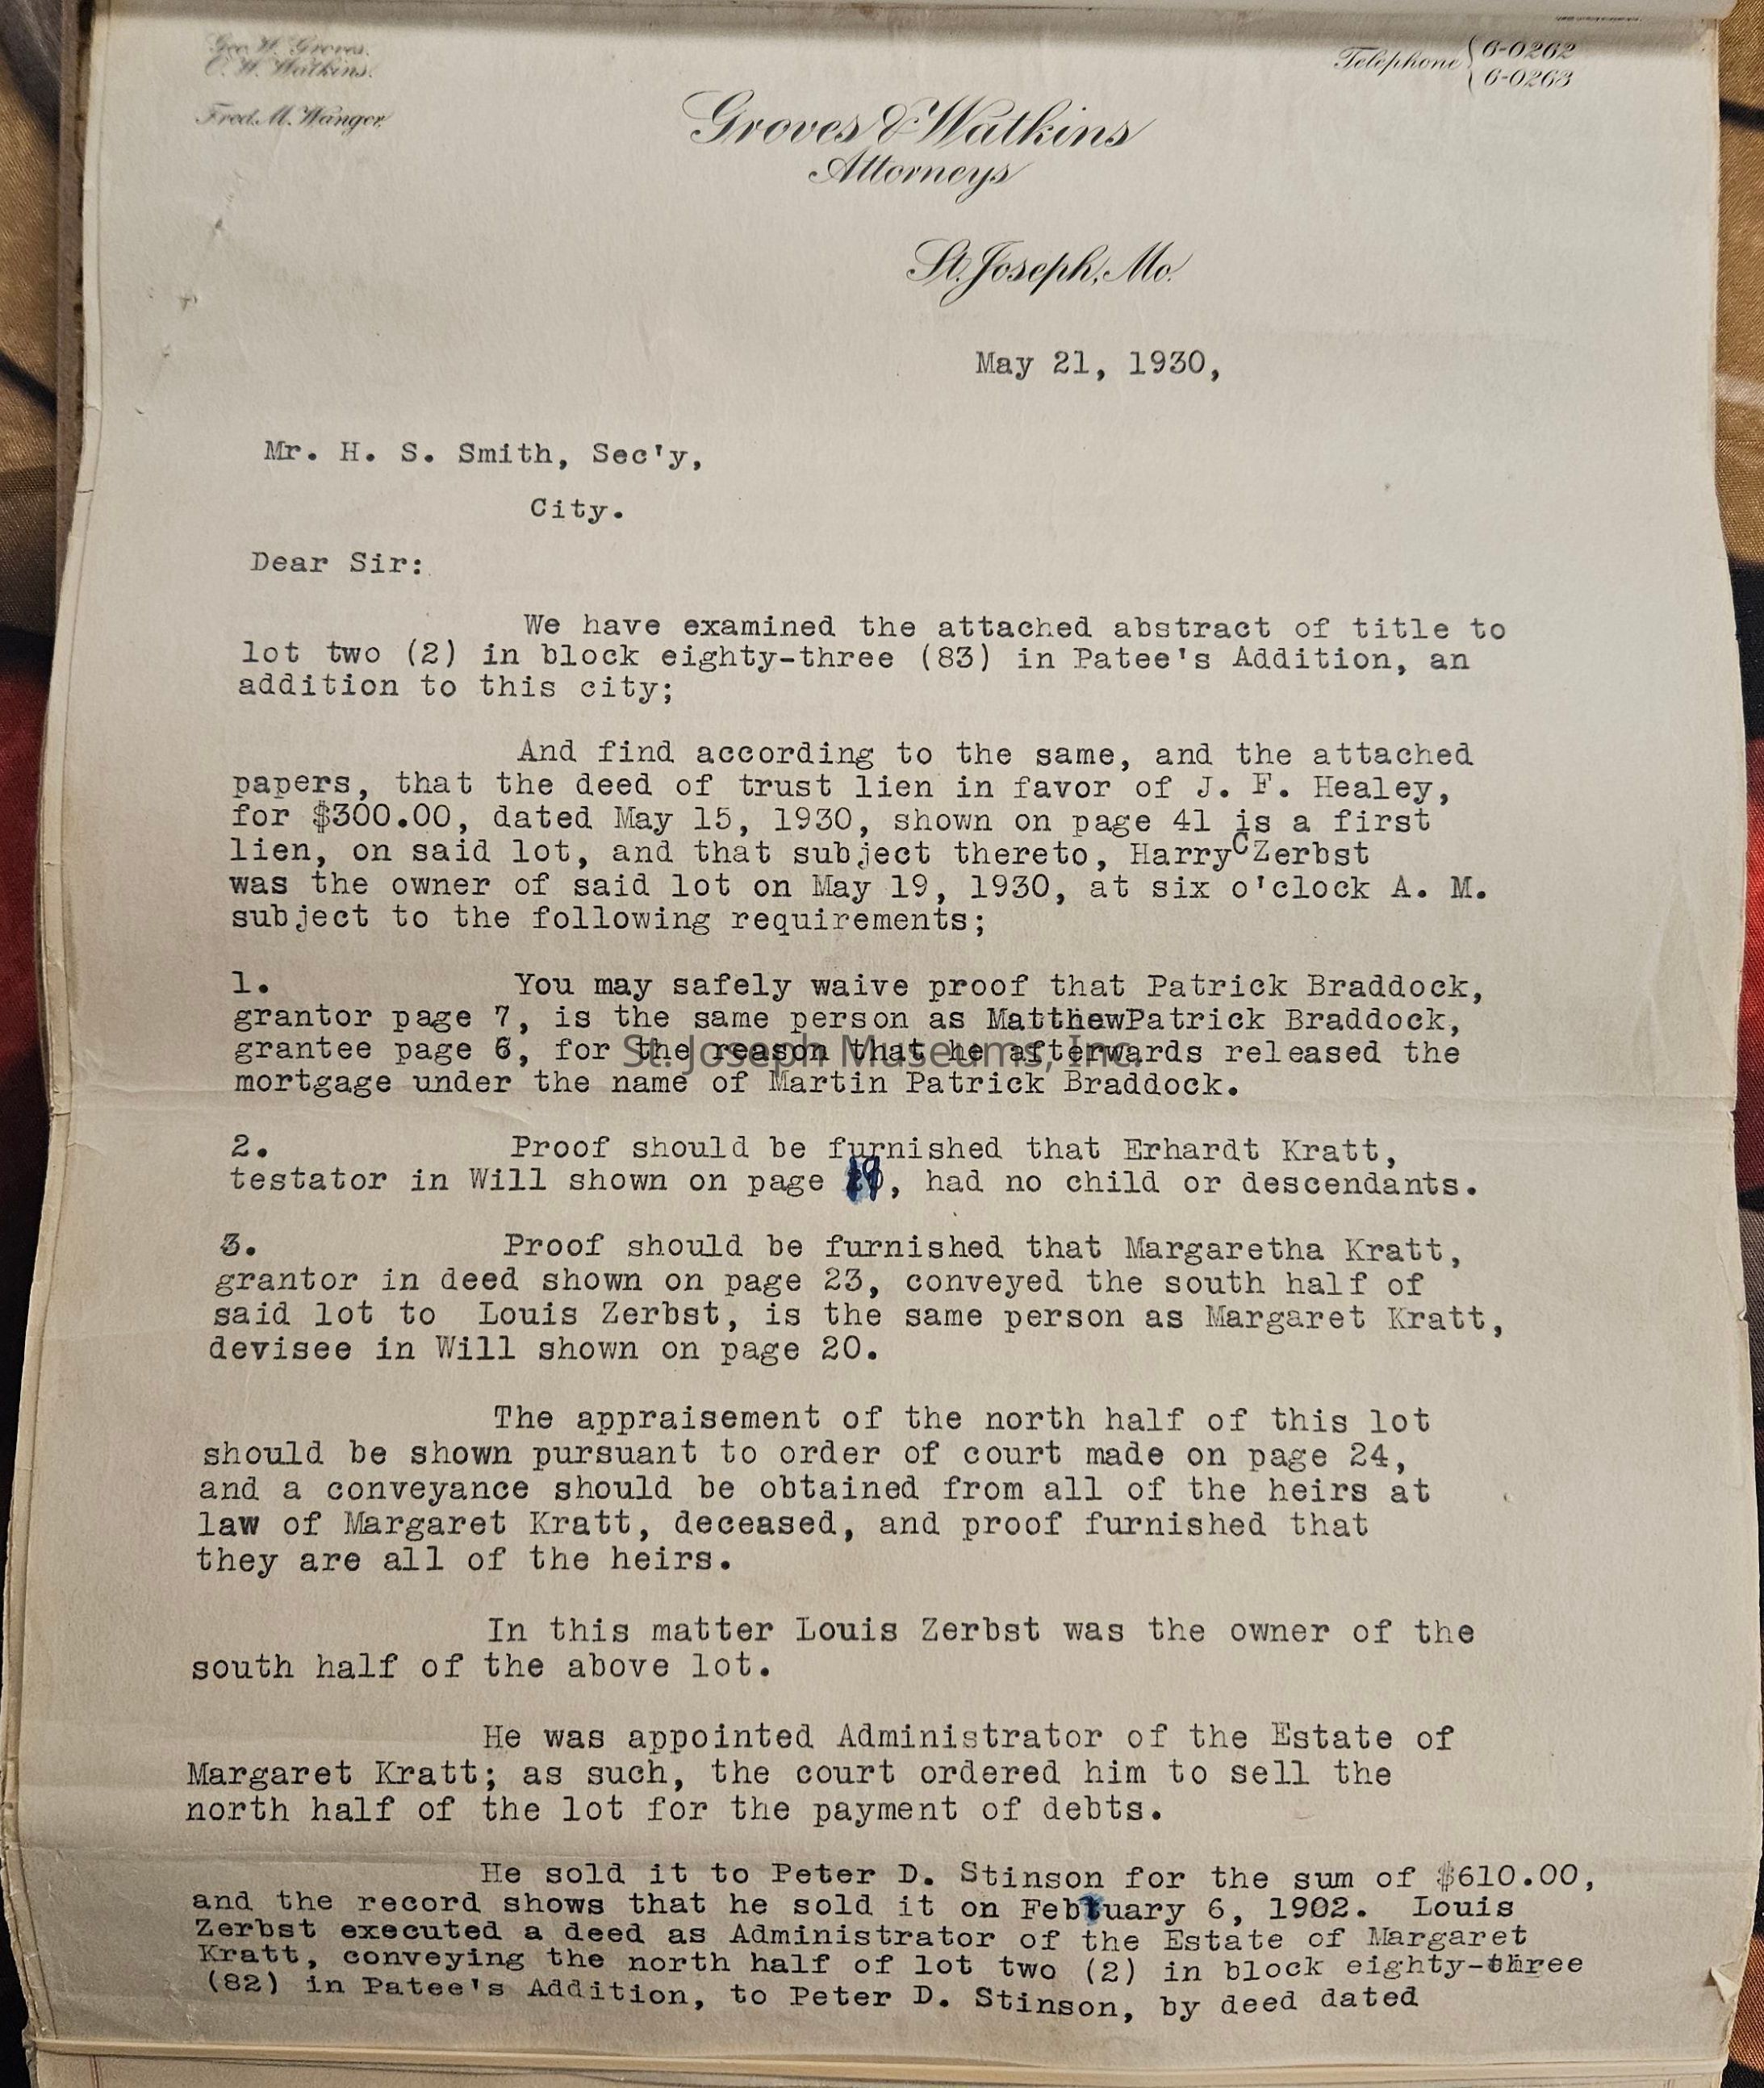 Geo. W. Groves.
C. W. Watkins.
Fred. M. Wanger.
Telephone 6-0262
6-0263
Groves & Watkins
Attorneys
St. Joseph, Mo.
May 21, 1930,
Mr. H. S. Smith, Sec'y,
City.
Dear Sir:
We have examined the attached abstract of title to
lot two (2) in block eighty-three (83) in Patee's Addition, an
addition to this city;
And find according to the same, and the attached
papers, that the deed of trust lien in favor of J. F. Healey,
for $300.00, dated May 15, 1930, shown on page 41 is a first
lien, on said lot, and that subject thereto, Harry C Zerbst
was the owner of said lot on May 19, 1930, at six o'clock A. M.
subject to the following requirements;
1. You may safely waive proof that Patrick Braddock,
grantor page 7, is the same person as MatthewPatrick Braddock,
grantee page 6, for the reason that he afterwards released the
St. Joseph Museums, Inc.
mortgage under the name of Martin Patrick Braddock.
2. Proof should be furnished that Erhardt Kratt,
testator in Will shown on page 19, had no child or descendants.
3. Proof should be furnished that Margaretha Kratt,
grantor in deed shown on page 23, conveyed the south half of
said lot to Louis Zerbst, is the same person as Margaret Kratt,
devisee in Will shown on page 20.
The appraisement of the north half of this lot
should be shown pursuant to order of court made on page 24,
and a conveyance should be obtained from all of the heirs at
law of Margaret Kratt, deceased, and proof furnished that
they are all of the heirs.
In this matter Louis Zerbst was the owner of the
south half of the above lot.
He was appointed Administrator of the Estate of
Margaret Kratt; as such, the court ordered him to sell the
north half of the lot for the payment of debts.
He sold it to Peter D. Stinson for the sum of $610.00,
and the record shows that he sold it on Febtuary 6, 1902. Louis
Zerbst executed a deed as Administrator of the Estate of Margaret
Kratt, conveying the north half of lot two (2) in block eighty-three
(82) in Patee's Addition, to Peter D. Stinson, by deed dated